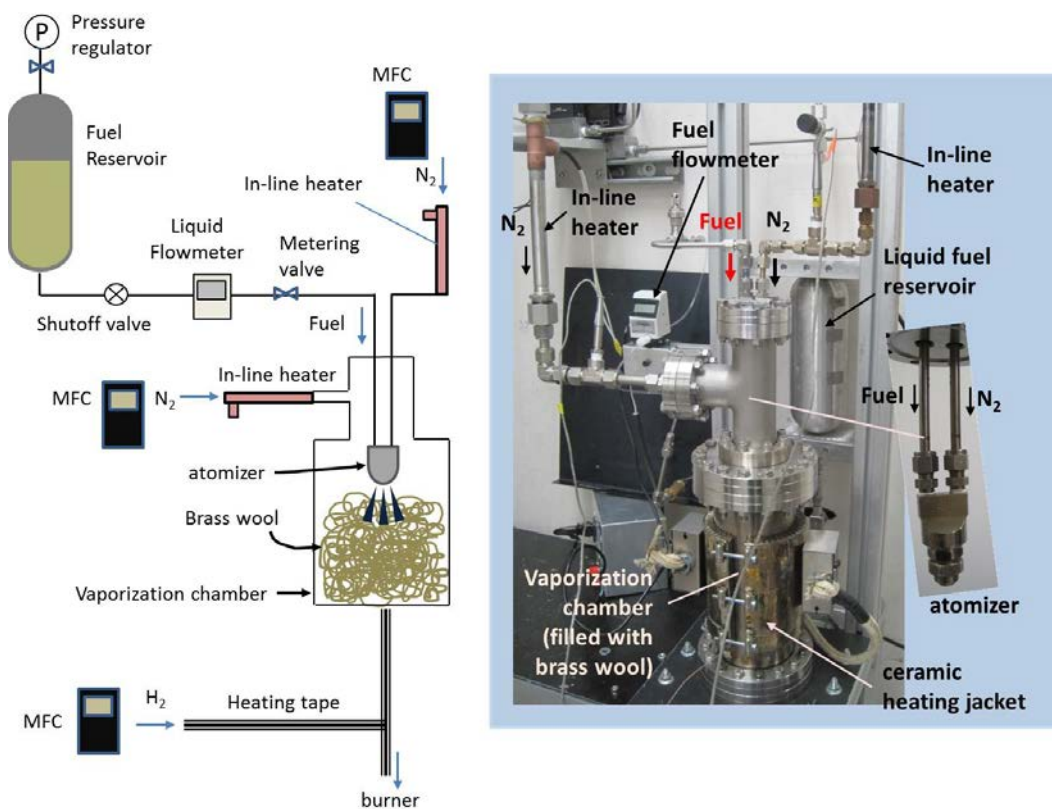 P
Pressure
regulator
Fuel
Reservoir
MFC
N2
In-line heater
Liquid
Flowmeter
Metering
valve
Shutoff valve
Fuel
In-line heater
MFC
N2
atomizer
Brass wool
Vaporization chamber
H2
Heating tape
MFC
burner
Fuel
flowmeter
In-line
heater
In-line
heater
N2
Fuel
N2
Liquid fuel
reservoir
Fuel
N2
atomizer
Vaporization
chamber
(filled with
brass wool)
ceramic
heating jacket